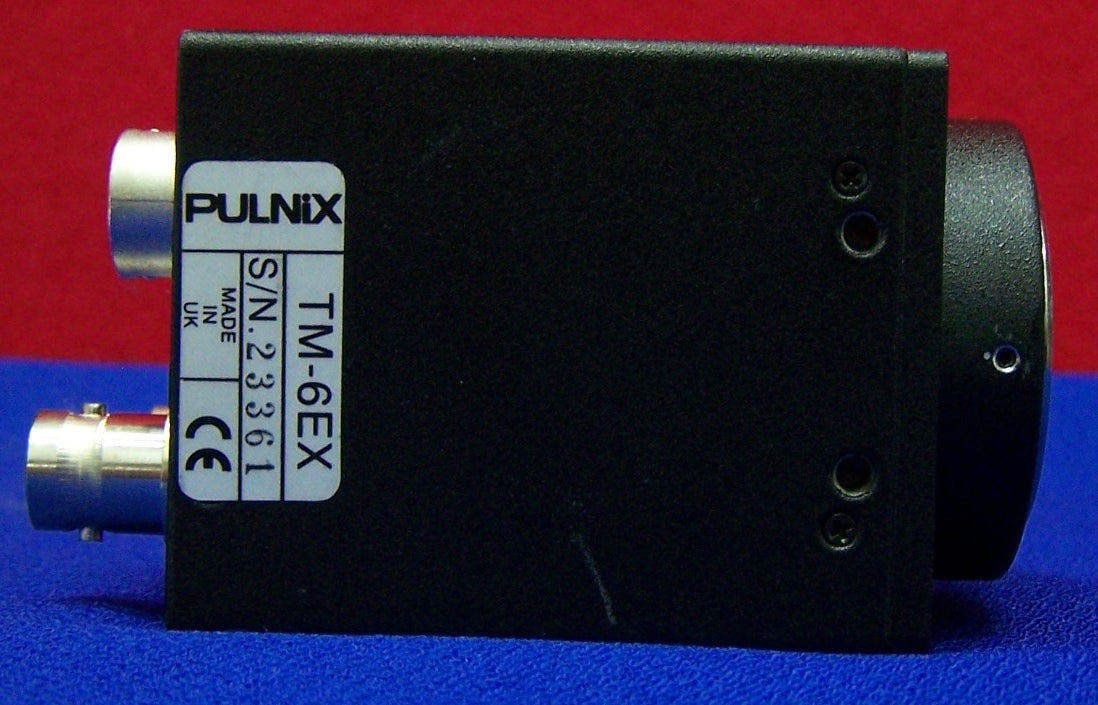 PULNiX
TM-6EX
S/N. 23361
MADE
IN
UK
CE